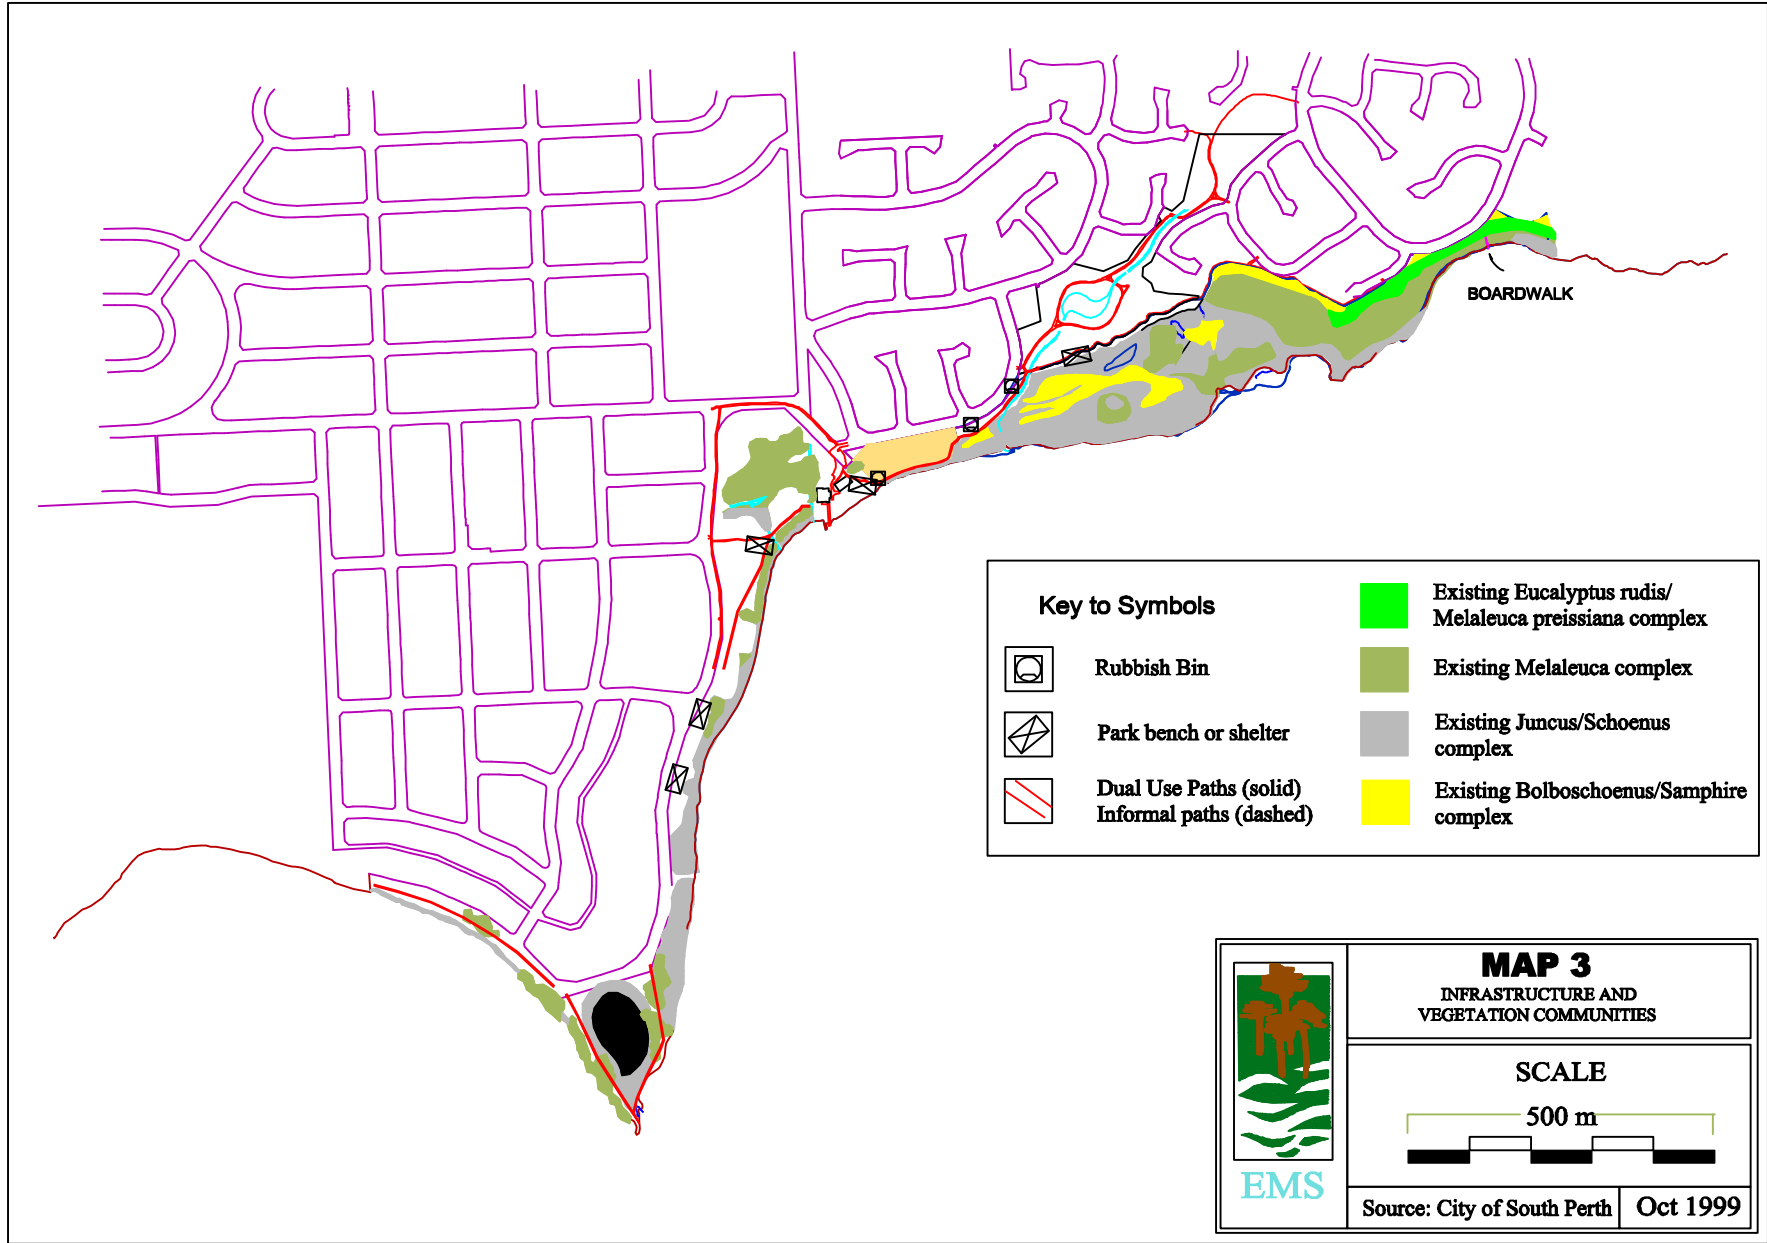 BOARDWALK
Key to Symbols
Rubbish Bin
Park bench or shelter
Dual Use Paths (solid)
Informal paths (dashed)
Existing Eucalyptus rudis/
Melaleuca preissiana complex
Existing Melaleuca complex
Existing Juncus/Schoenus
complex
Existing Bolboschoenus/Samphire
complex
EMS
MAP 3
INFRASTRUCTURE AND
VEGETATION COMMUNITIES
SCALE
500 m
Source: City of South Perth
Oct 1999